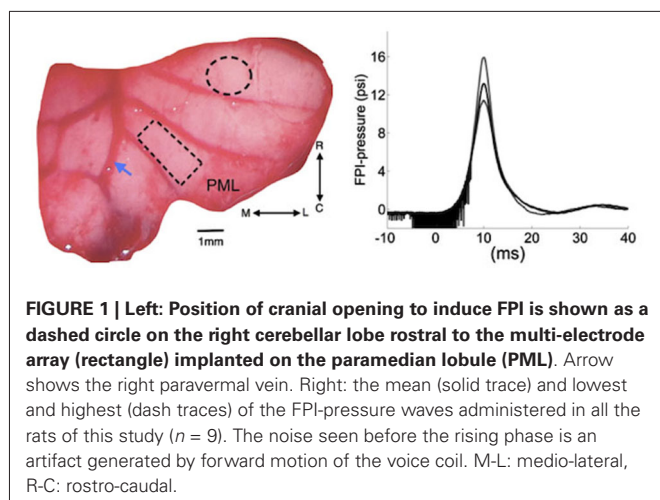 PML
M
L
R
C
1mm
FPI-pressure (psi)
16
12
8
4
0
-10 0 10 20 30 40
(ms)
FIGURE 1 | Left: Position of cranial opening to induce FPI is shown as a
dashed circle on the right cerebellar lobe rostral to the multi-electrode
array (rectangle) implanted on the paramedian lobule (PML). Arrow
shows the right paravermal vein. Right: the mean (solid trace) and lowest
and highest (dash traces) of the FPI-pressure waves administered in all the
rats of this study (n = 9). The noise seen before the rising phase is an
artifact generated by forward motion of the voice coil. M-L: medio-lateral,
R-C: rostro-caudal.